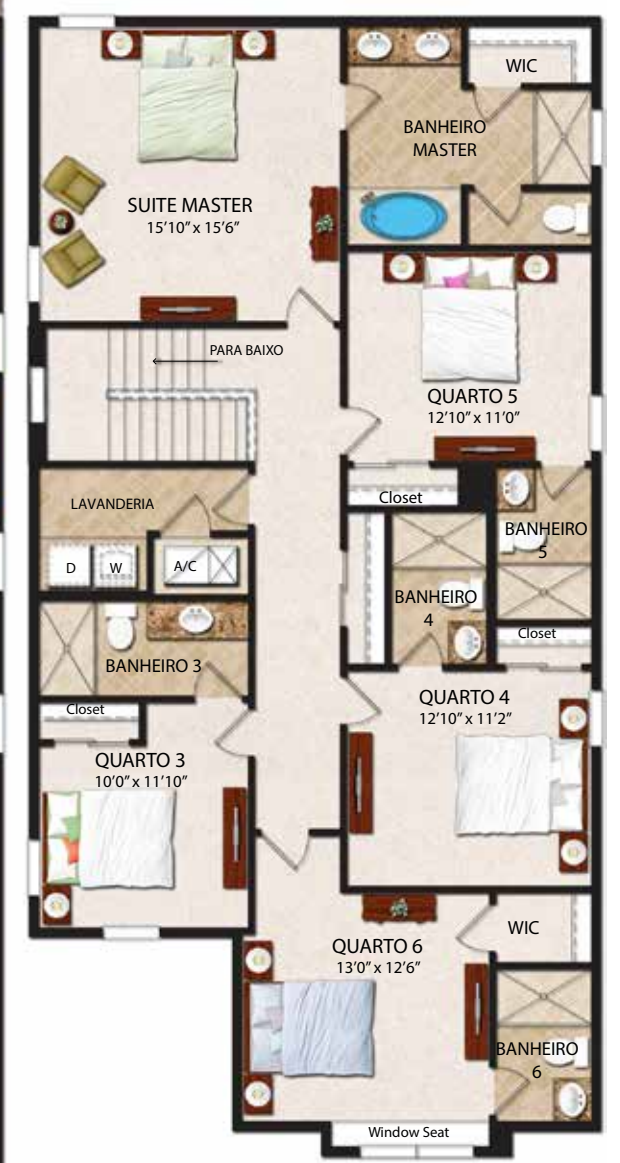 WIC
BANHEIRO
MASTER
SUITE MASTER
15'10" x 15'6"
PARA BAIXO
QUARTO 5
12'10" x 11'0"
Closet
LAVANDERIA
BANHEIRO
5
D
W
A/C
BANHEIRO
4
Closet
BANHEIRO 3
QUARTO 4
12'10" x 11'2"
Closet
QUARTO 3
10'0" x 11'10"
WIC
QUARTO 6
13'0" x 12'6"
BANHEIRO
6
Window Seat